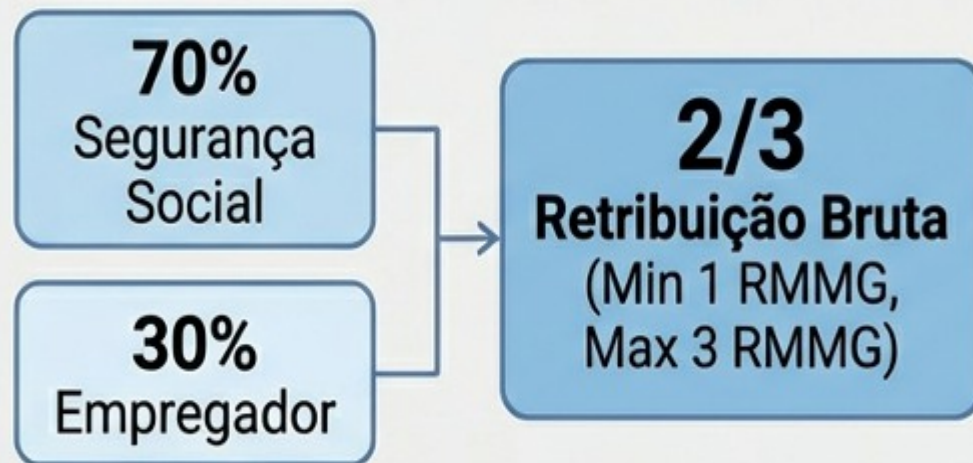 70%
Segurança
Social
30%
Empregador
2/3
Retribuição Bruta
(Min 1 RMMG,
Max 3 RMMG)